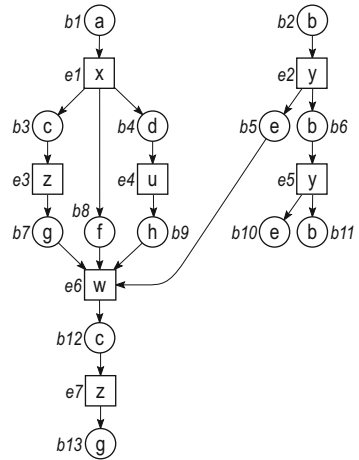 b1 a b2 b
e1 x e2 y
b3 c b4 d b5 e b b6
e3 z e4 u e5 y
b8
b7 g f h b9 b10 e b b11
e6 w
b12 c
e7 z
b13 g